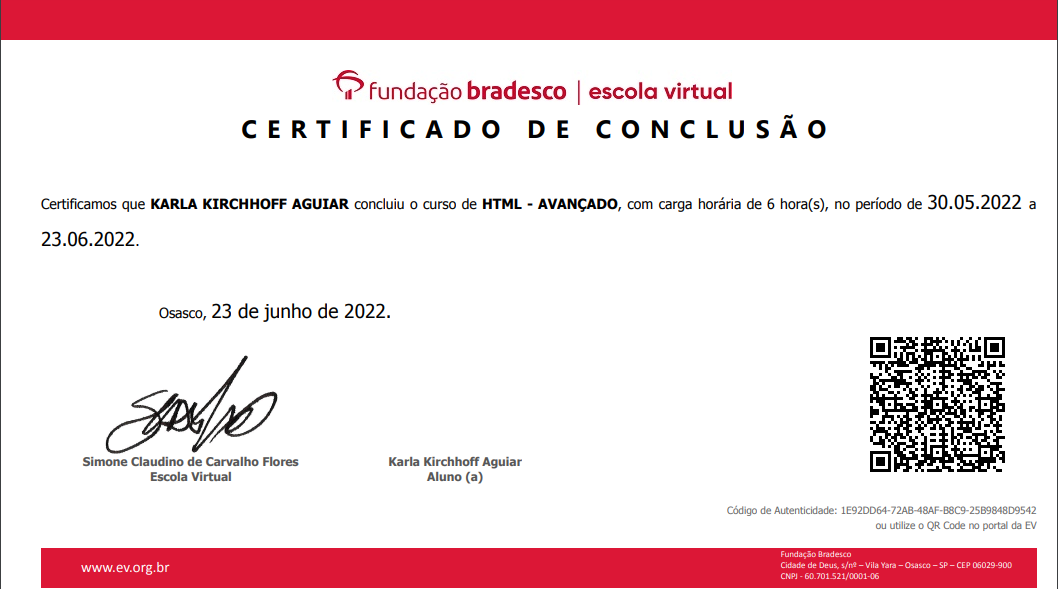 fundação bradesco | escola virtual
CERTIFICADO DE CONCLUSÃO
Certificamos que KARLA KIRCHHOFF AGUIAR concluiu o curso de HTML - AVANÇADO, com carga horária de 6 hora(s), no período de 30.05.2022 a
23.06.2022.
Osasco, 23 de junho de 2022.
Simone Claudino de Carvalho Flores
Escola Virtual
Karla Kirchhoff Aguiar
Aluno (a)
Código de Autenticidade: 1E92DD64-72AB-48AF-B8C9-25B9848D9542
ou utilize o QR Code no portal da EV
www.ev.org.br
Fundação Bradesco
Cidade de Deus, s/nº – Vila Yara – Osasco – SP – CEP 06029-900
CNPJ - 60.701.521/0001-06